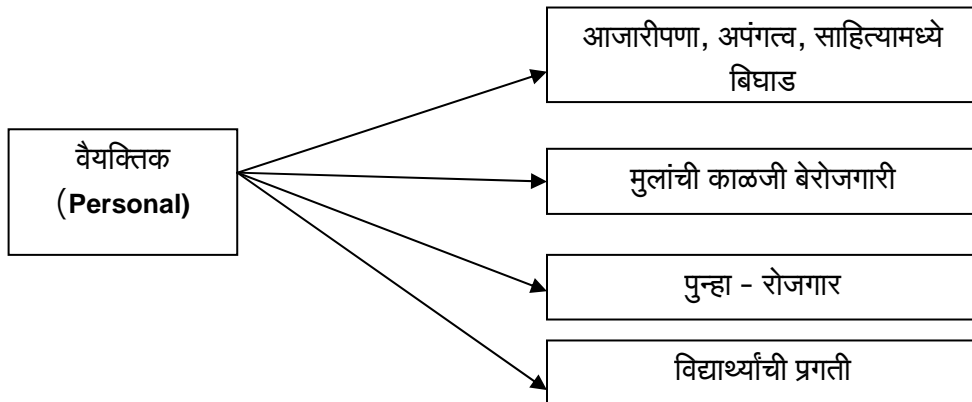 आजारीपणा, अपंगत्व, साहित्यामध्ये
बिघाड
वैयक्तिक
(Personal)
मुलांची काळजी बेरोजगारी
पुन्हा - रोजगार
विद्यार्थ्यांची प्रगती